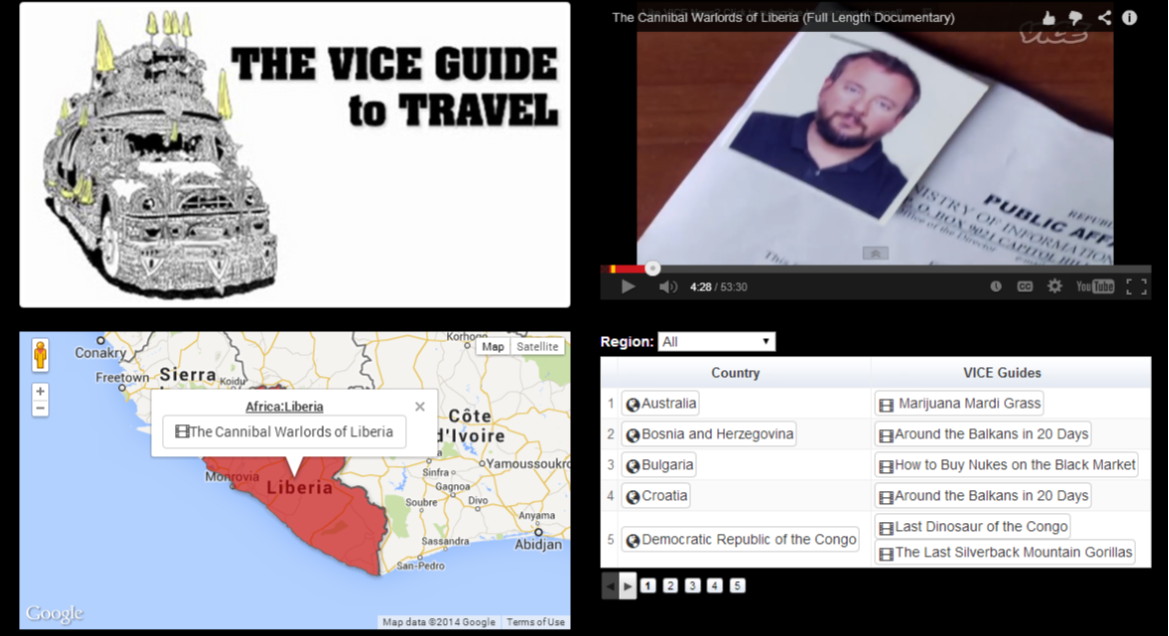 THE VICE GUIDE
to TRAVEL
The Cannibal Warlords of Liberia (Full Length Documentary)
VICE
REPUB
PUBLIC AFF
NISTRY OF INFORMATION
P. O. BOX 9021 CAPITOL HILL
Office of the Director
This
4:28 / 53:30
CC
YouTube
Map
Satellite
Korhogo
Conakry
Freetown
Sierra
Koidu
Africa:Liberia
The Cannibal Warlords of Liberia
Côte
d'Ivoire
Yamoussoukro
Monrovia
Liberia
Sinfra
Gagnoa
Soubre
Divo
Anyama
Abidjan
Sassandra
San-Pedro
+
−
Google
Map data ©2014 Google
Terms of Use
Region: All
Country
VICE Guides
1 Australia Marijuana Mardi Grass
2 Bosnia and Herzegovina Around the Balkans in 20 Days
3 Bulgaria How to Buy Nukes on the Black Market
4 Croatia Around the Balkans in 20 Days
5 Democratic Republic of the Congo Last Dinosaur of the Congo
The Last Silverback Mountain Gorillas
1 2 3 4 5